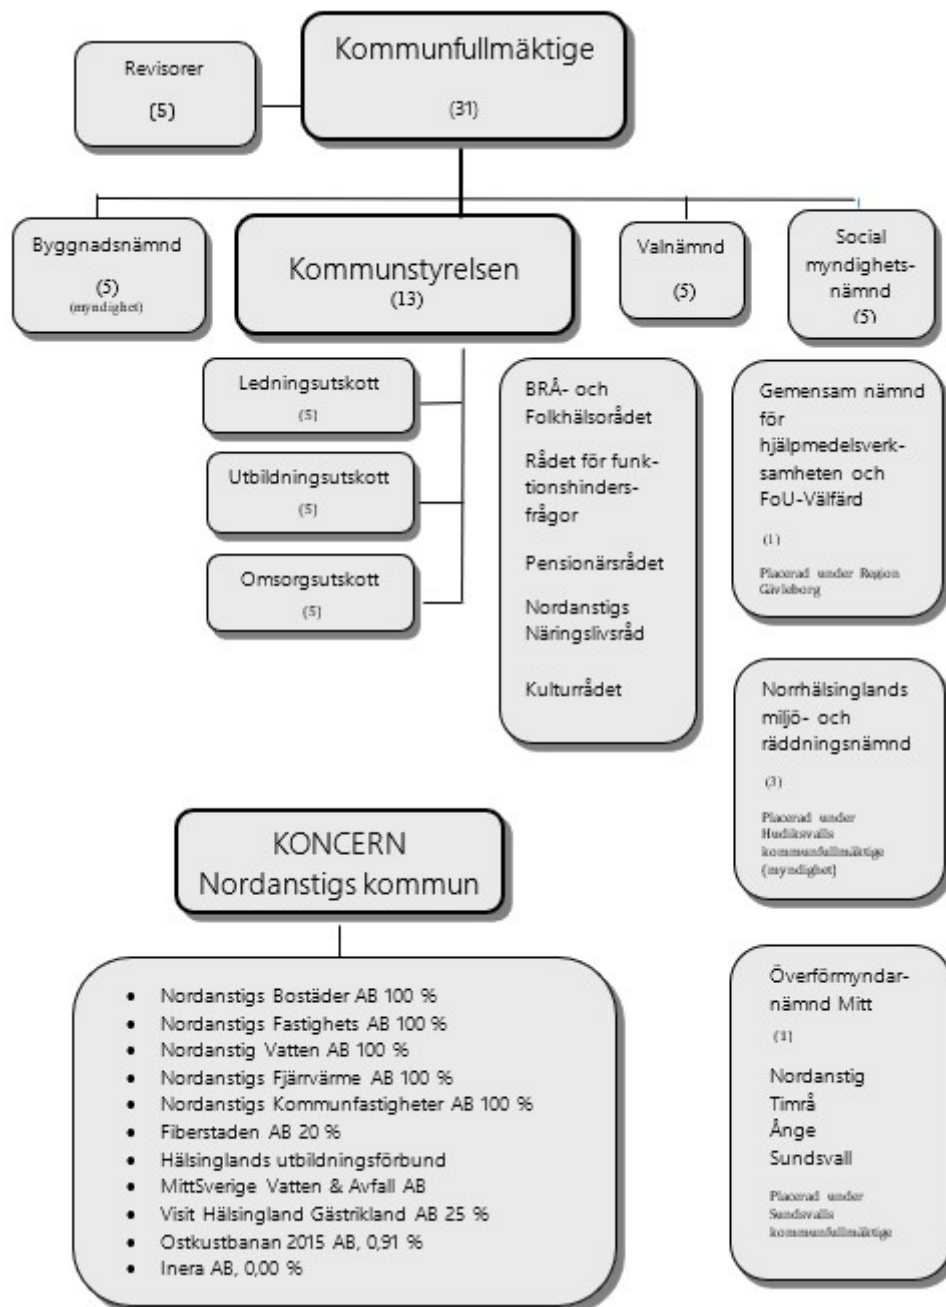 Kommunfullmäktige
(31)
Revisorer
(5)
Byggnadsnämnd
(5)
(myndighet)
Kommunstyrelsen
(13)
Valnämnd
(5)
Social
myndighets-
nämnd
(5)
Ledningsutskott
(5)
Utbildningsutskott
(5)
Omsorgsutskott
(5)
BRÅ- och
Folkhälsorådet
Rådet för funk-
tionshinders-
frågor
Pensionärsrådet
Nordanstigs
Näringslivsråd
Kulturrådet
Gemensam nämnd
för
hjälpmedelsverk-
samheten och
FoU-Välfärd
(1)
Placerad under Region
Gävleborg
Norrhälsinglands
miljö- och
räddningsnämnd
(3)
Placerad under
Hudiksvalls
kommunfullmäktige
(myndighet)
Överförmyndar-
nämnd Mitt
(1)
Nordanstig
Timrå
Ånge
Sundsvall
Placerad under
Sundsvalls
kommunfullmäktige
KONCERN
Nordanstigs kommun
• Nordanstigs Bostäder AB 100 %
• Nordanstigs Fastighets AB 100 %
• Nordanstig Vatten AB 100 %
• Nordanstigs Fjärrvärme AB 100 %
• Nordanstigs Kommunfastigheter AB 100 %
• Fiberstaden AB 20 %
• Hälsinglands utbildningsförbund
• MittSverige Vatten & Avfall AB
• Visit Hälsingland Gästrikland AB 25 %
• Ostkustbanan 2015 AB, 0,91 %
• Inera AB, 0,00 %